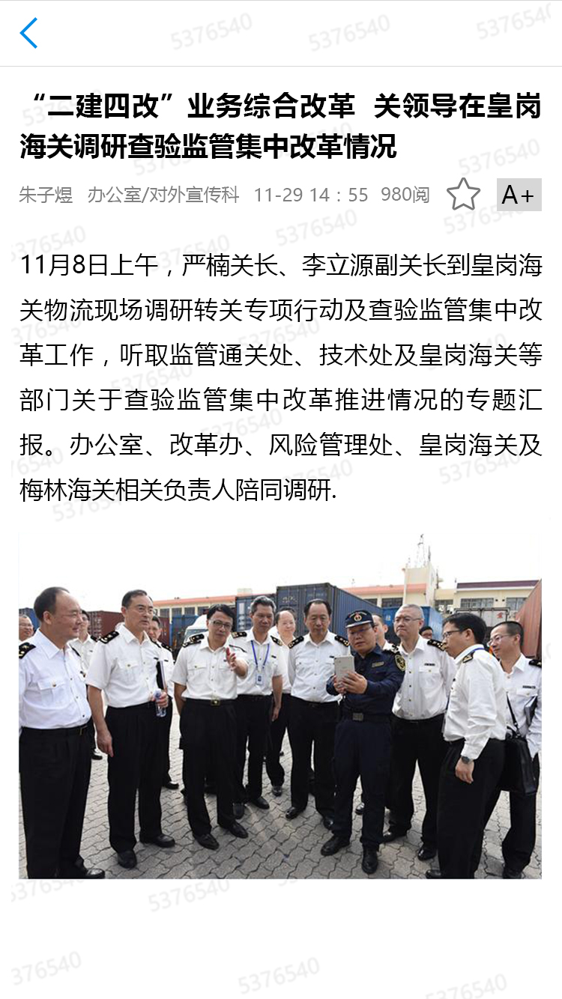 5376540 5376540 5376540
“二建四改”业务综合改革 关领导在皇岗
海关调研查验监管集中改革情况
朱子煜 办公室/对外宣传科 11-29 14：55 980阅 A+
11月8日上午，严楠关长、李立源副关长到皇岗海
关物流现场调研转关专项行动及查验监管集中改
革工作，听取监管通关处、技术处及皇岗海关等
部门关于查验监管集中改革推进情况的专题汇
报。办公室、改革办、风险管理处、皇岗海关及
梅林海关相关负责人陪同调研.
5376540
5376540
5376540